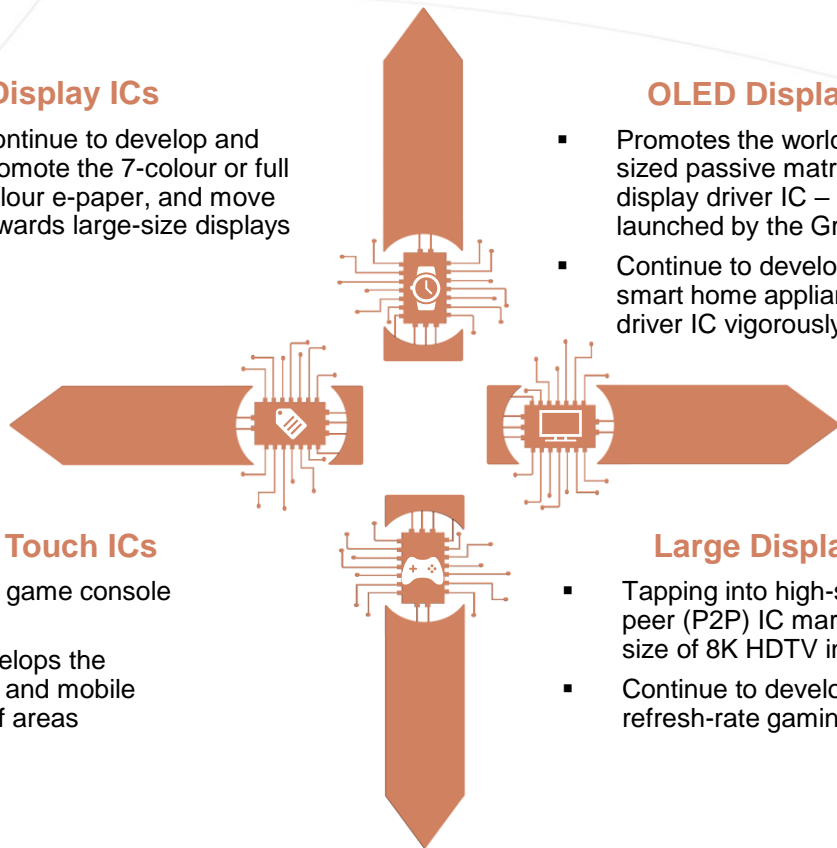 Display ICs
ontinue to develop and
omote the 7-colour or full
lour e-paper, and move
wards large-size displays
OLED Displa
▪ Promotes the world
sized passive matr
display driver IC –
launched by the Gr
▪ Continue to develo
smart home applian
driver IC vigorously
Touch ICs
game console
elops the
and mobile
f areas
Large Displa
▪ Tapping into high-s
peer (P2P) IC mar
size of 8K HDTV i
▪ Continue to develo
refresh-rate gamin